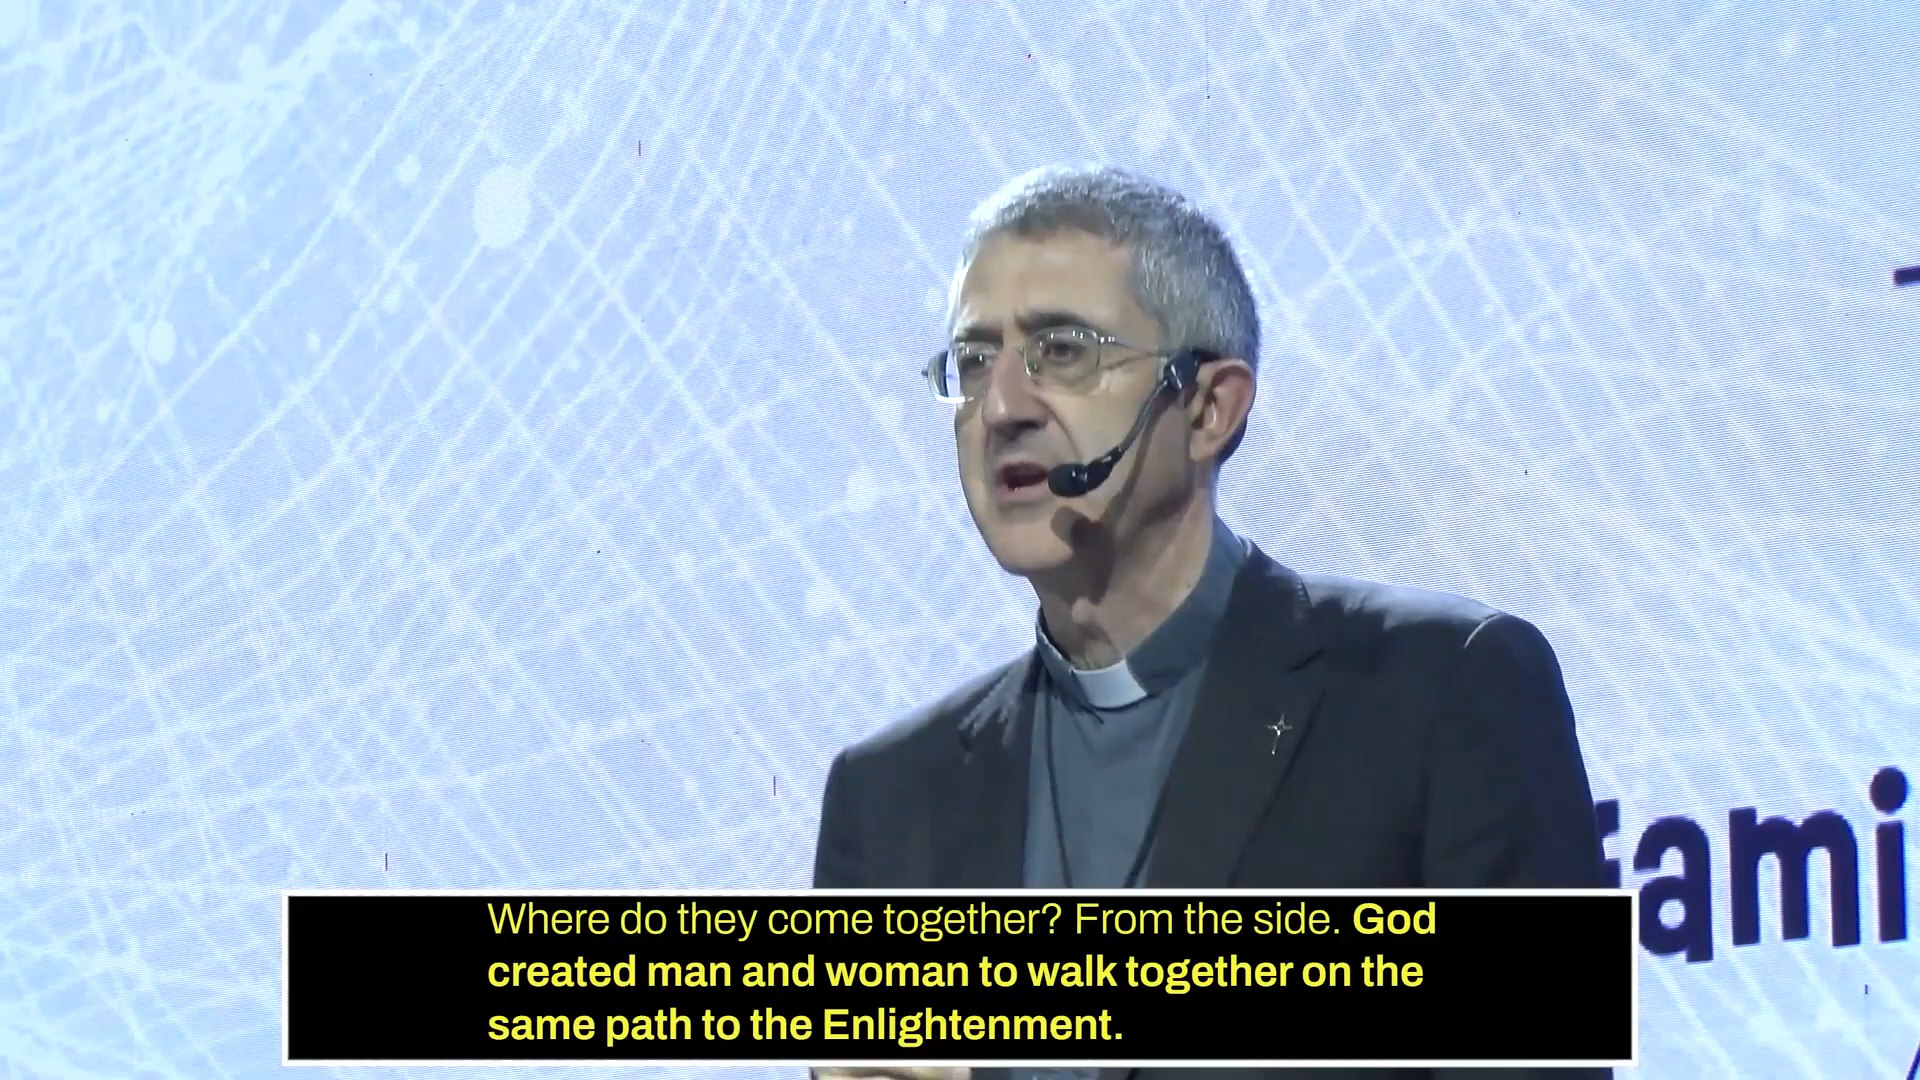 fami
Where do they come together? From the side. God
created man and woman to walk together on the
same path to the Enlightenment.